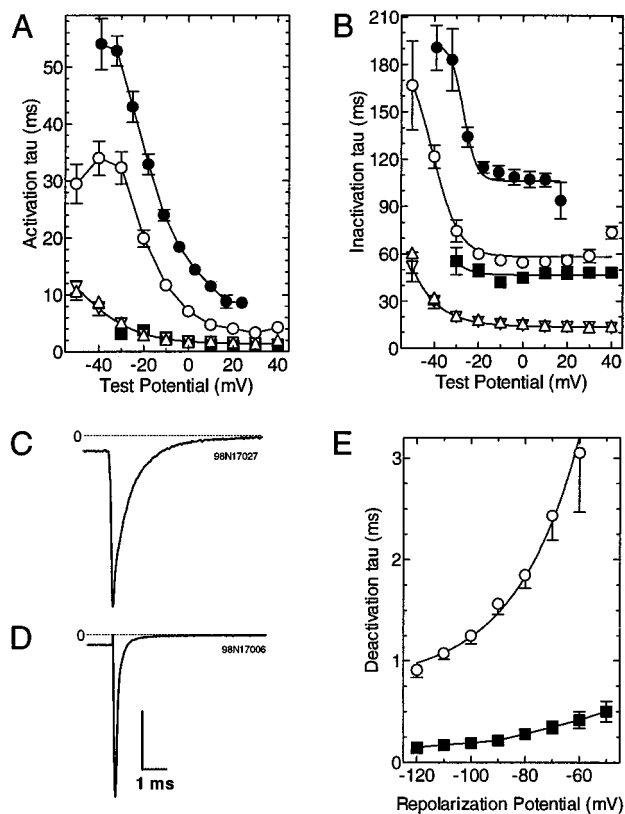 A
Activation tau (ms)
50
40
30
20
10
0
-40
-20
0
20
40
Test Potential (mV)
B
Inactivation tau (ms)
210
180
150
120
90
60
30
0
-40
-20
0
20
40
Test Potential (mV)
C
0
98N17027
D
0
98N17006
1 ms
E
Deactivation tau (ms)
3
2
1
0
-120
-100
-80
-60
Repolarization Potential (mV)